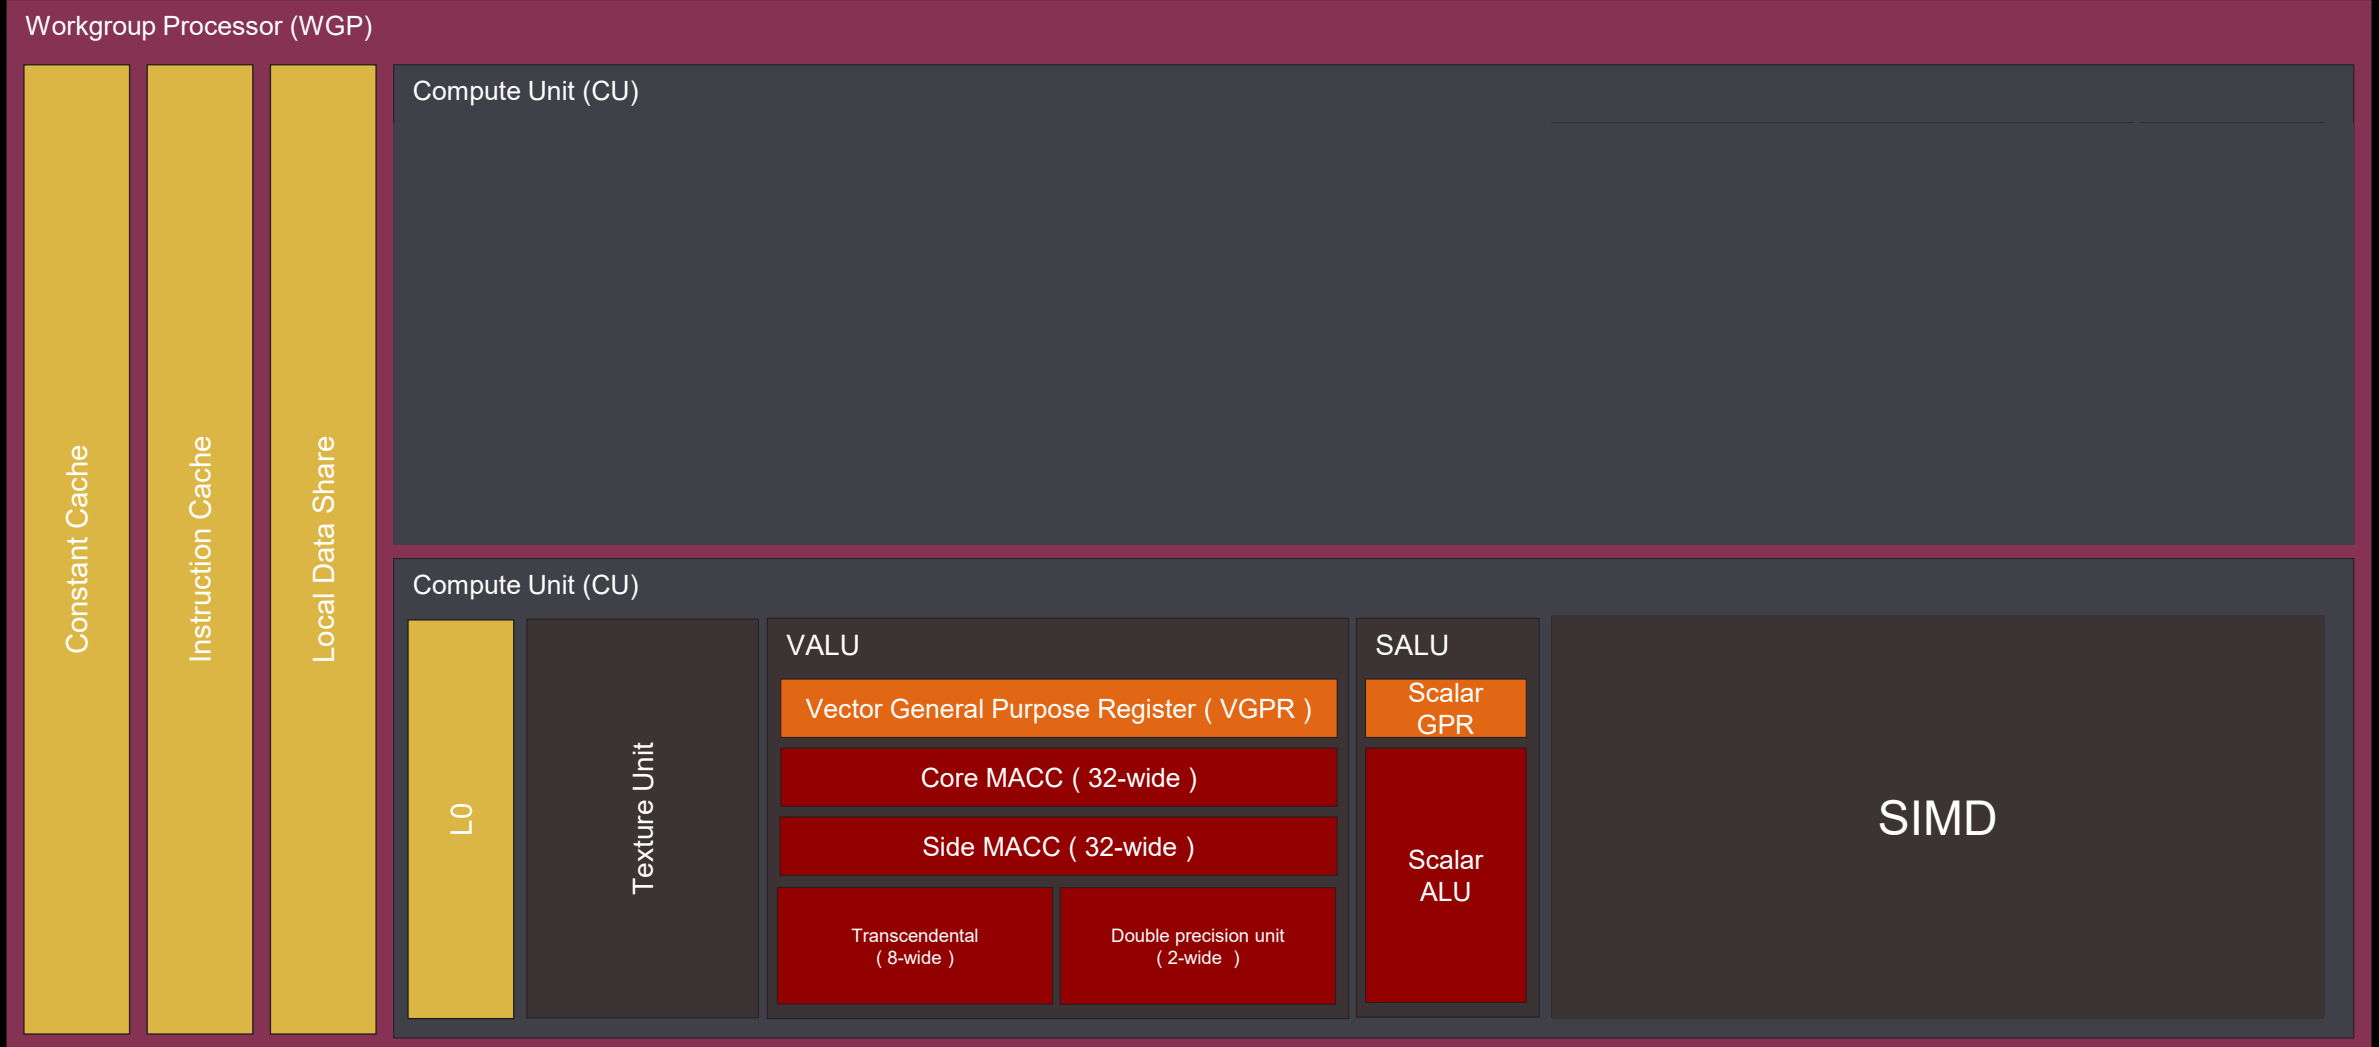 Workgroup Processor (WGP)
Constant Cache
Instruction Cache
Local Data Share
Compute Unit (CU)
Compute Unit (CU)
L0
Texture Unit
VALU
Vector General Purpose Register ( VGPR )
Core MACC ( 32-wide )
Side MACC ( 32-wide )
Transcendental
( 8-wide )
Double precision unit
( 2-wide  )
SALU
Scalar
GPR
Scalar
ALU
SIMD